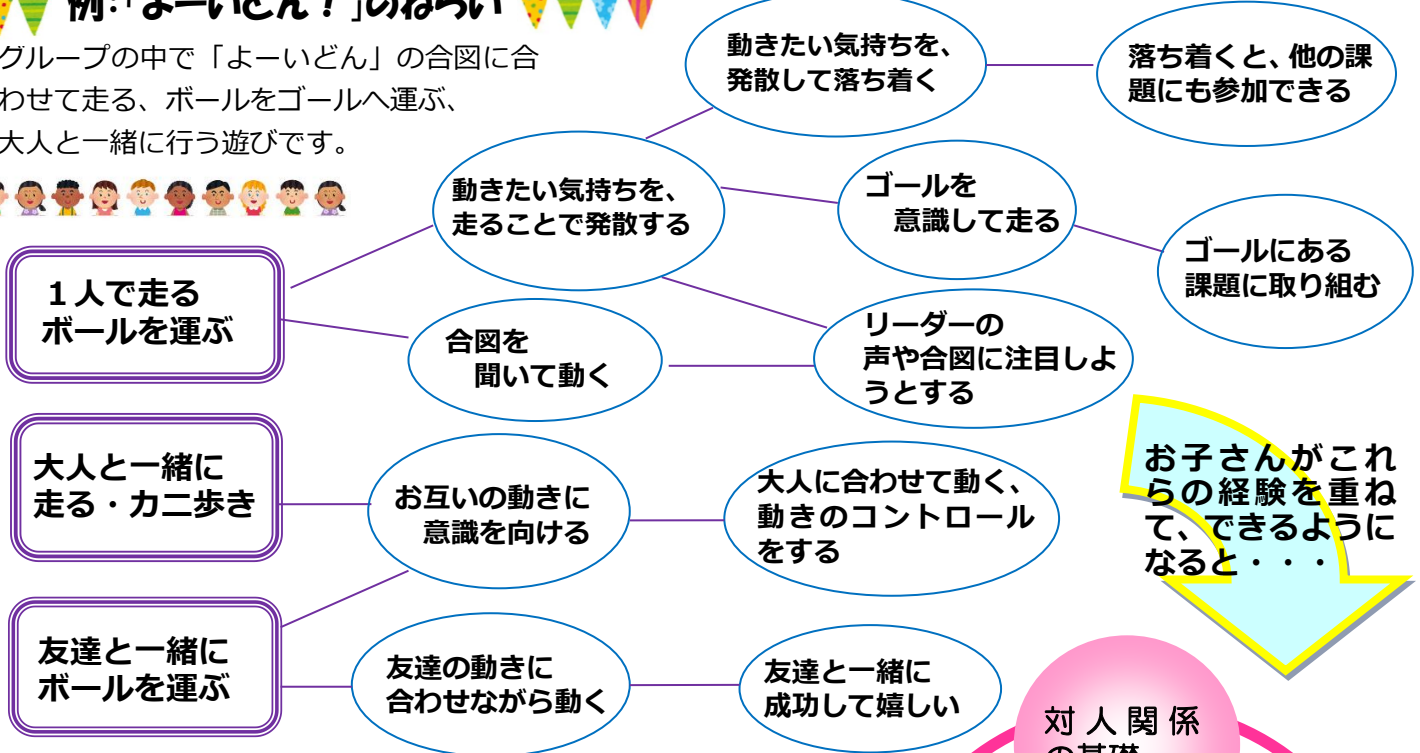 例:「よーいどん！」のねらい
グループの中で「よーいどん」の合図に合
わせて走る、ボールをゴールへ運ぶ、
大人と一緒に行う遊びです。
動きたい気持ちを、
発散して落ち着く
落ち着くと、他の課
題にも参加できる
動きたい気持ちを、
走ることで発散する
ゴールを
意識して走る
ゴールにある
課題に取り組む
１人で走る
ボールを運ぶ
合図を
聞いて動く
リーダーの
声や合図に注目しよ
うとする
大人と一緒に
走る・カニ歩き
お互いの動きに
意識を向ける
大人に合わせて動く、
動きのコントロール
をする
お子さんがこれ
らの経験を重ね
て、できるように
なると・・・
友達と一緒に
ボールを運ぶ
友達の動きに
合わせながら動く
友達と一緒に
成功して嬉しい
対人関係
の基礎